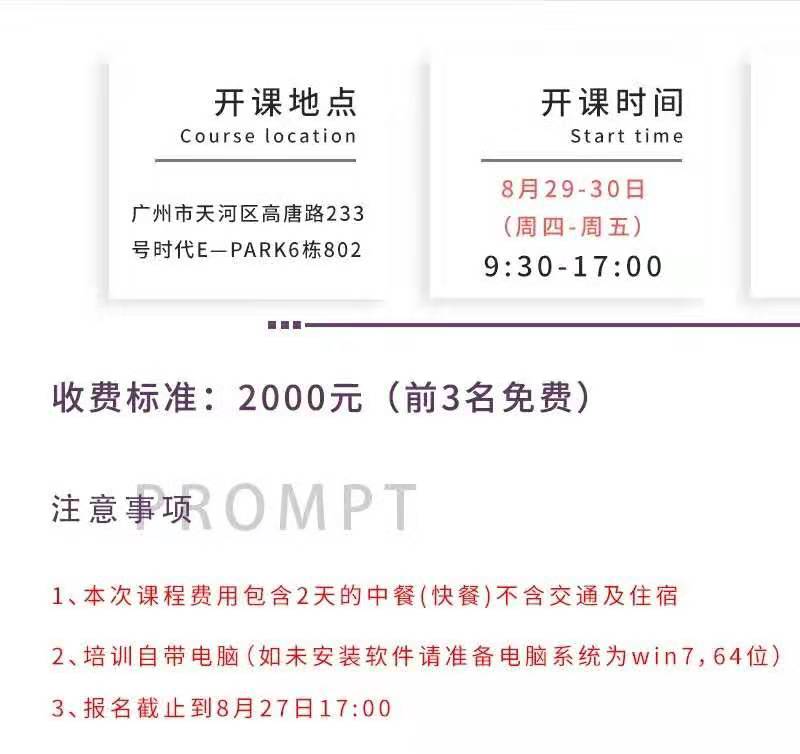 开课地点
Course location
广州市天河区高唐路233
号时代E—PARK6栋802
开课时间
Start time
8月29-30日
（周四-周五）
9:30-17:00
收费标准：2000元（前3名免费）
注意事项
PROMPT
1、本次课程费用包含2天的中餐(快餐)不含交通及住宿
2、培训自带电脑（如未安装软件请准备电脑系统为win7，64位）
3、报名截止到8月27日17:00